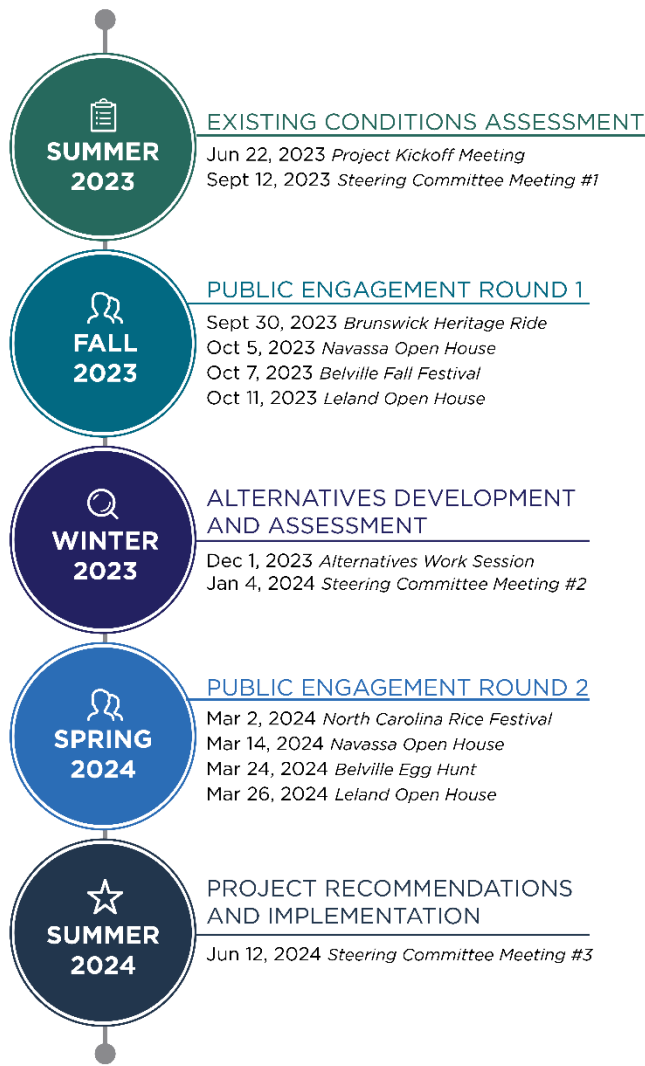 SUMMER
2023
EXISTING CONDITIONS ASSESSMENT
Jun 22, 2023 Project Kickoff Meeting
Sept 12, 2023 Steering Committee Meeting #1
FALL
2023
PUBLIC ENGAGEMENT ROUND 1
Sept 30, 2023 Brunswick Heritage Ride
Oct 5, 2023 Navassa Open House
Oct 7, 2023 Belville Fall Festival
Oct 11, 2023 Leland Open House
WINTER
2023
ALTERNATIVES DEVELOPMENT
AND ASSESSMENT
Dec 1, 2023 Alternatives Work Session
Jan 4, 2024 Steering Committee Meeting #2
SPRING
2024
PUBLIC ENGAGEMENT ROUND 2
Mar 2, 2024 North Carolina Rice Festival
Mar 14, 2024 Navassa Open House
Mar 24, 2024 Belville Egg Hunt
Mar 26, 2024 Leland Open House
SUMMER
2024
PROJECT RECOMMENDATIONS
AND IMPLEMENTATION
Jun 12, 2024 Steering Committee Meeting #3